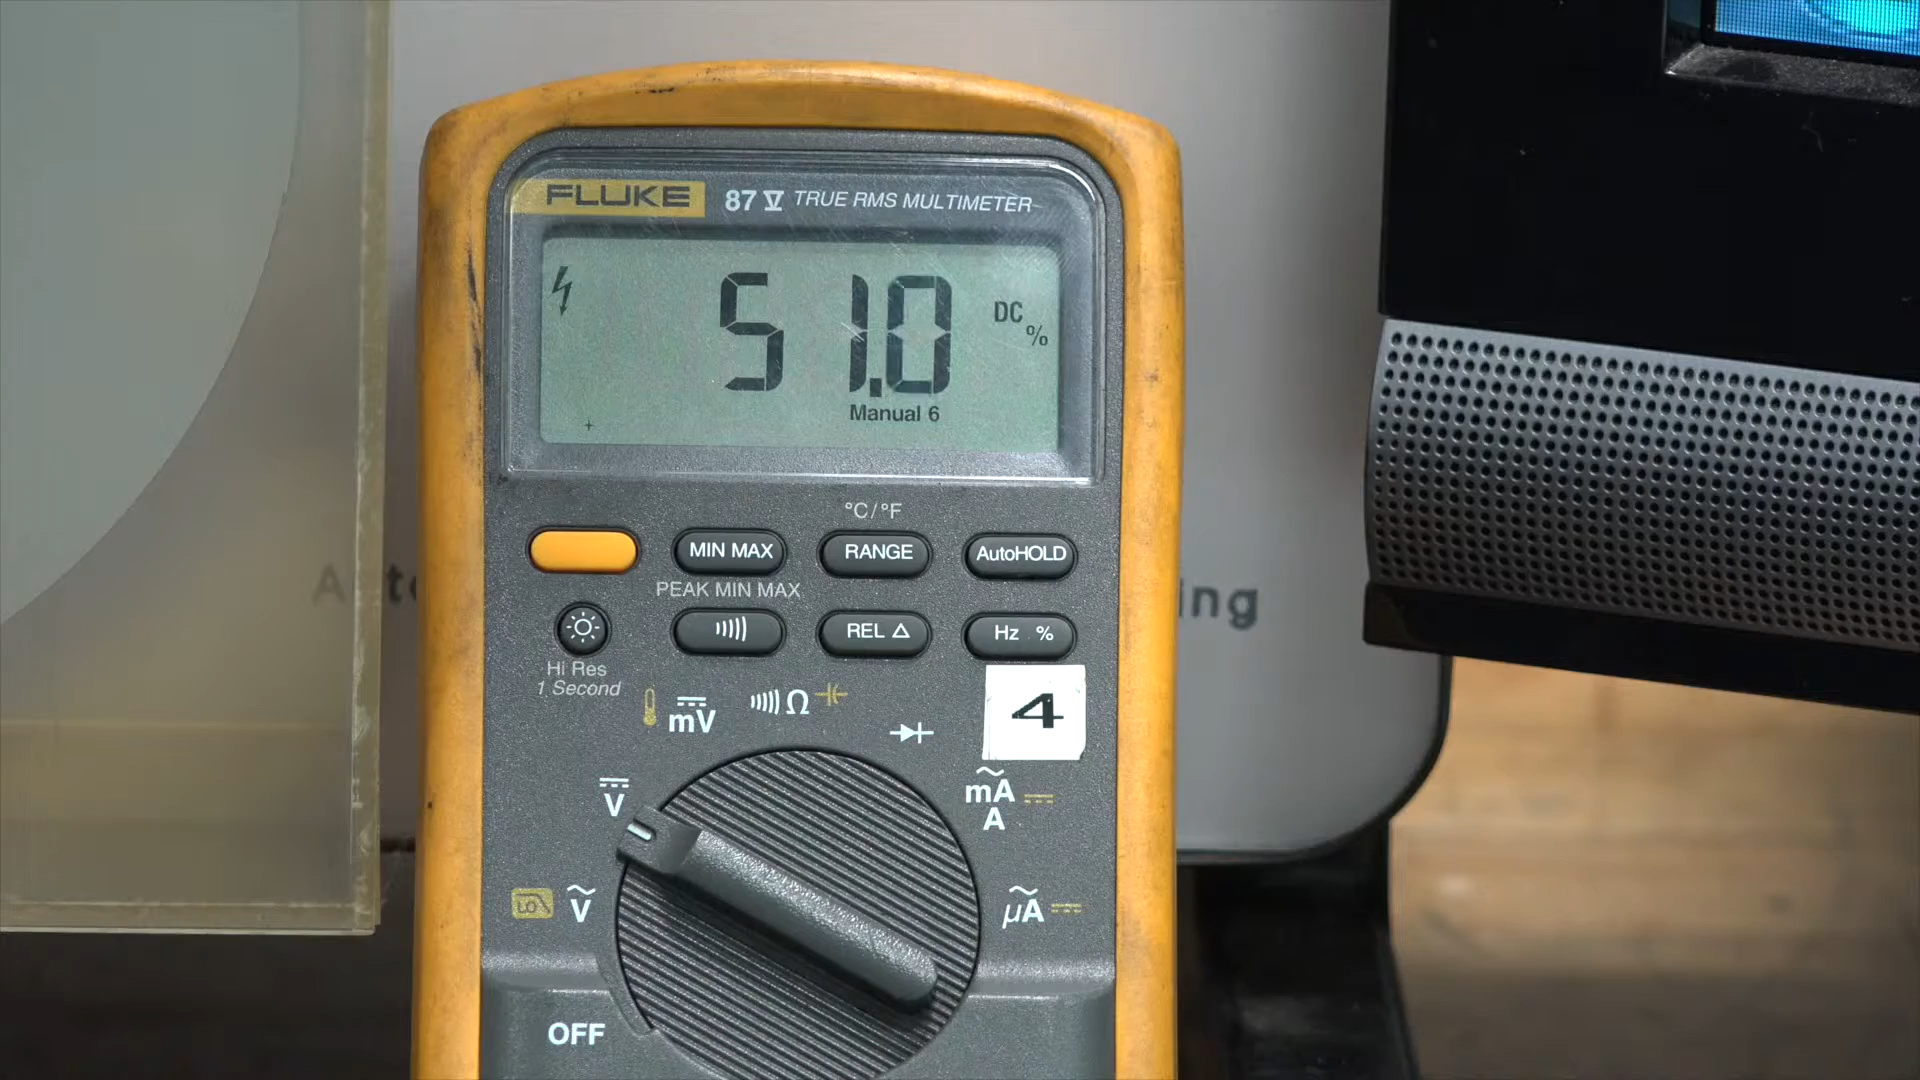 FLUKE 87 V TRUE RMS MULTIMETER
51.0 DC %
Manual 6
+
°C/°F
MIN MAX RANGE AutoHOLD
PEAK MIN MAX
REL △ Hz %
Hi Res
1 Second
mV Ω
4
V
mA
A
V
µA
OFF
ing